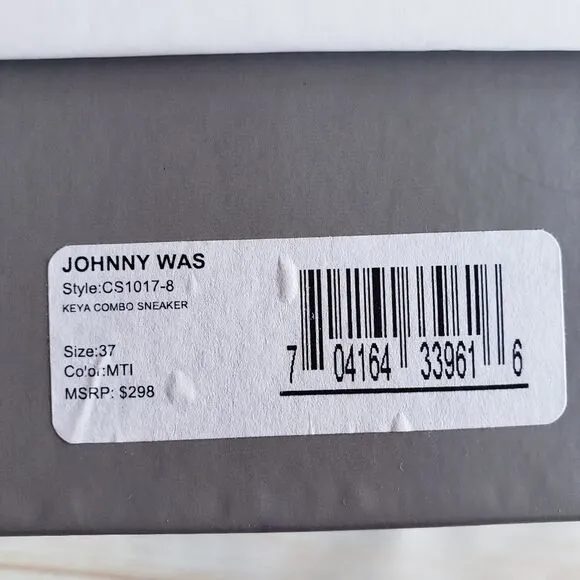 JOHNNY WAS
Style:CS1017-8
KEYA COMBO SNEAKER
Size:37
Color:MTI
MSRP: $298
7 04164 33961 6